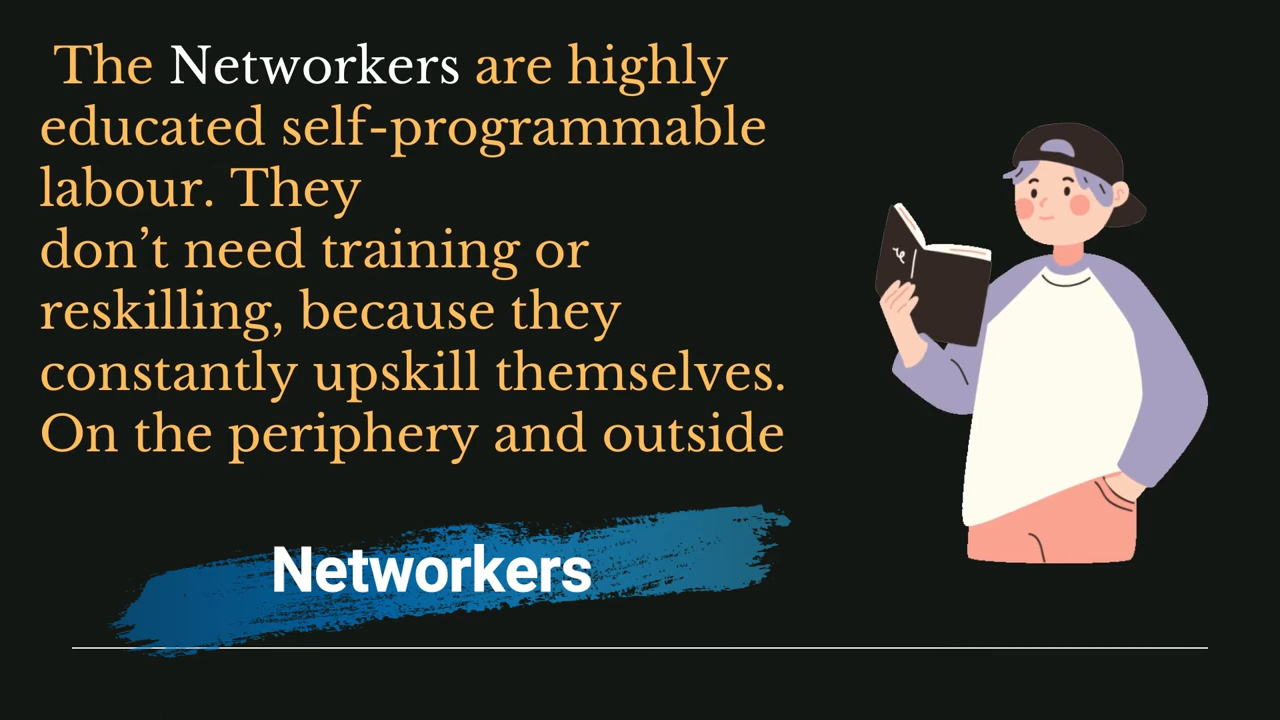 The Networkers are highly
educated self-programmable
labour. They
don’t need training or
reskilling, because they
constantly upskill themselves.
On the periphery and outside
Networkers